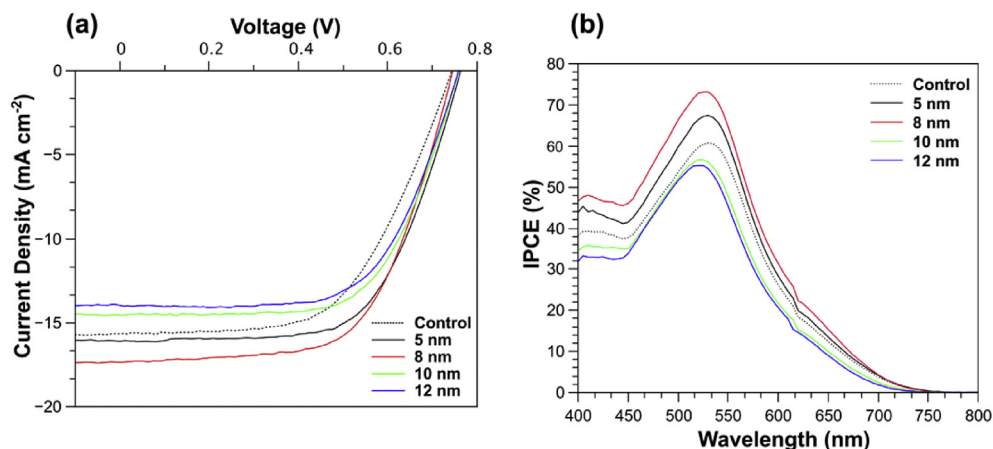 (a)
Voltage (V)
0 0.2 0.4 0.6 0.8
Current Density (mA cm⁻²)
0
−5
−10
−15
−20
Control
5 nm
8 nm
10 nm
12 nm
(b)
IPCE (%)
80
70
60
50
40
30
20
10
0
Control
5 nm
8 nm
10 nm
12 nm
400 450 500 550 600 650 700 750 800
Wavelength (nm)